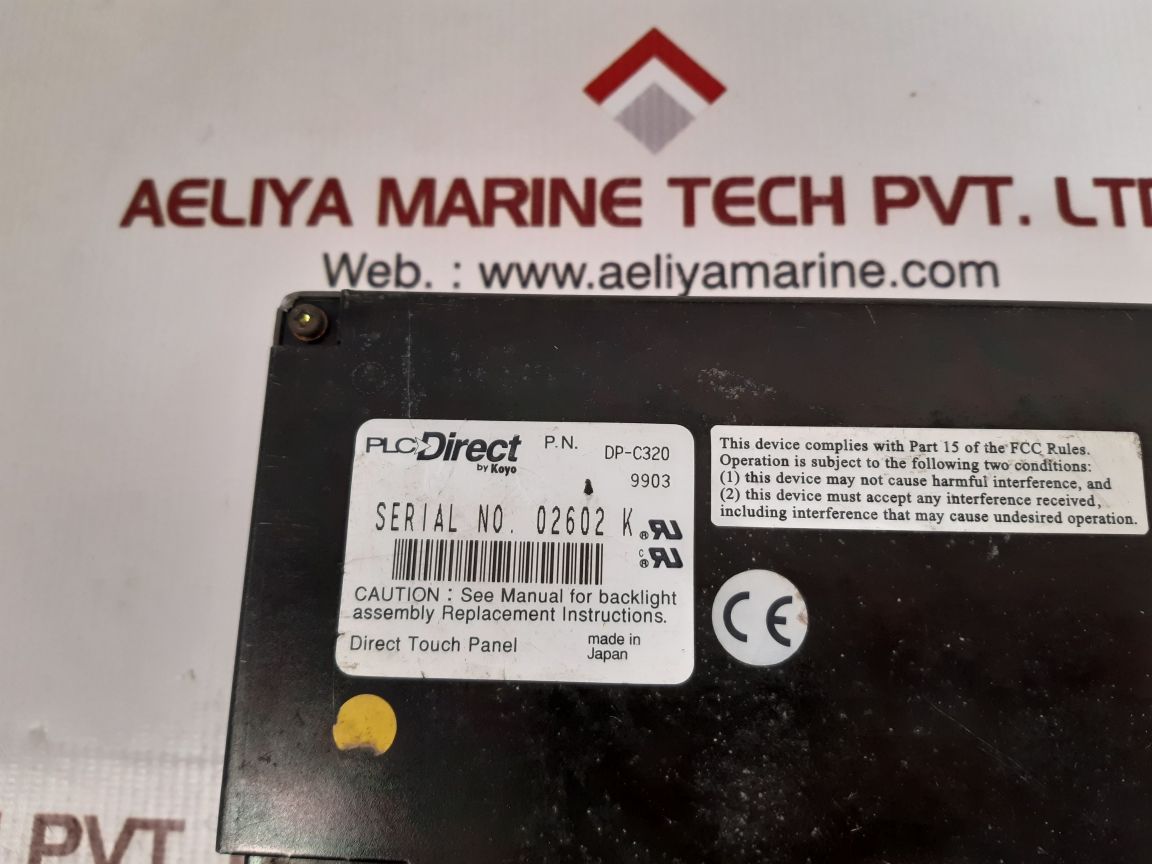 AELIYA MARINE TECH PVT. LTD
Web. : www.aeliyamarine.com
PLC Direct
by Koyo
P.N. DP-C320
9903
SERIAL NO. 02602 K
CAUTION : See Manual for backlight
assembly Replacement Instructions.
Direct Touch Panel
made in
Japan
This device complies with Part 15 of the FCC Rules.
Operation is subject to the following two conditions:
(1) this device may not cause harmful interference, and
(2) this device must accept any interference received,
including interference that may cause undesired operation.
CE
PVT